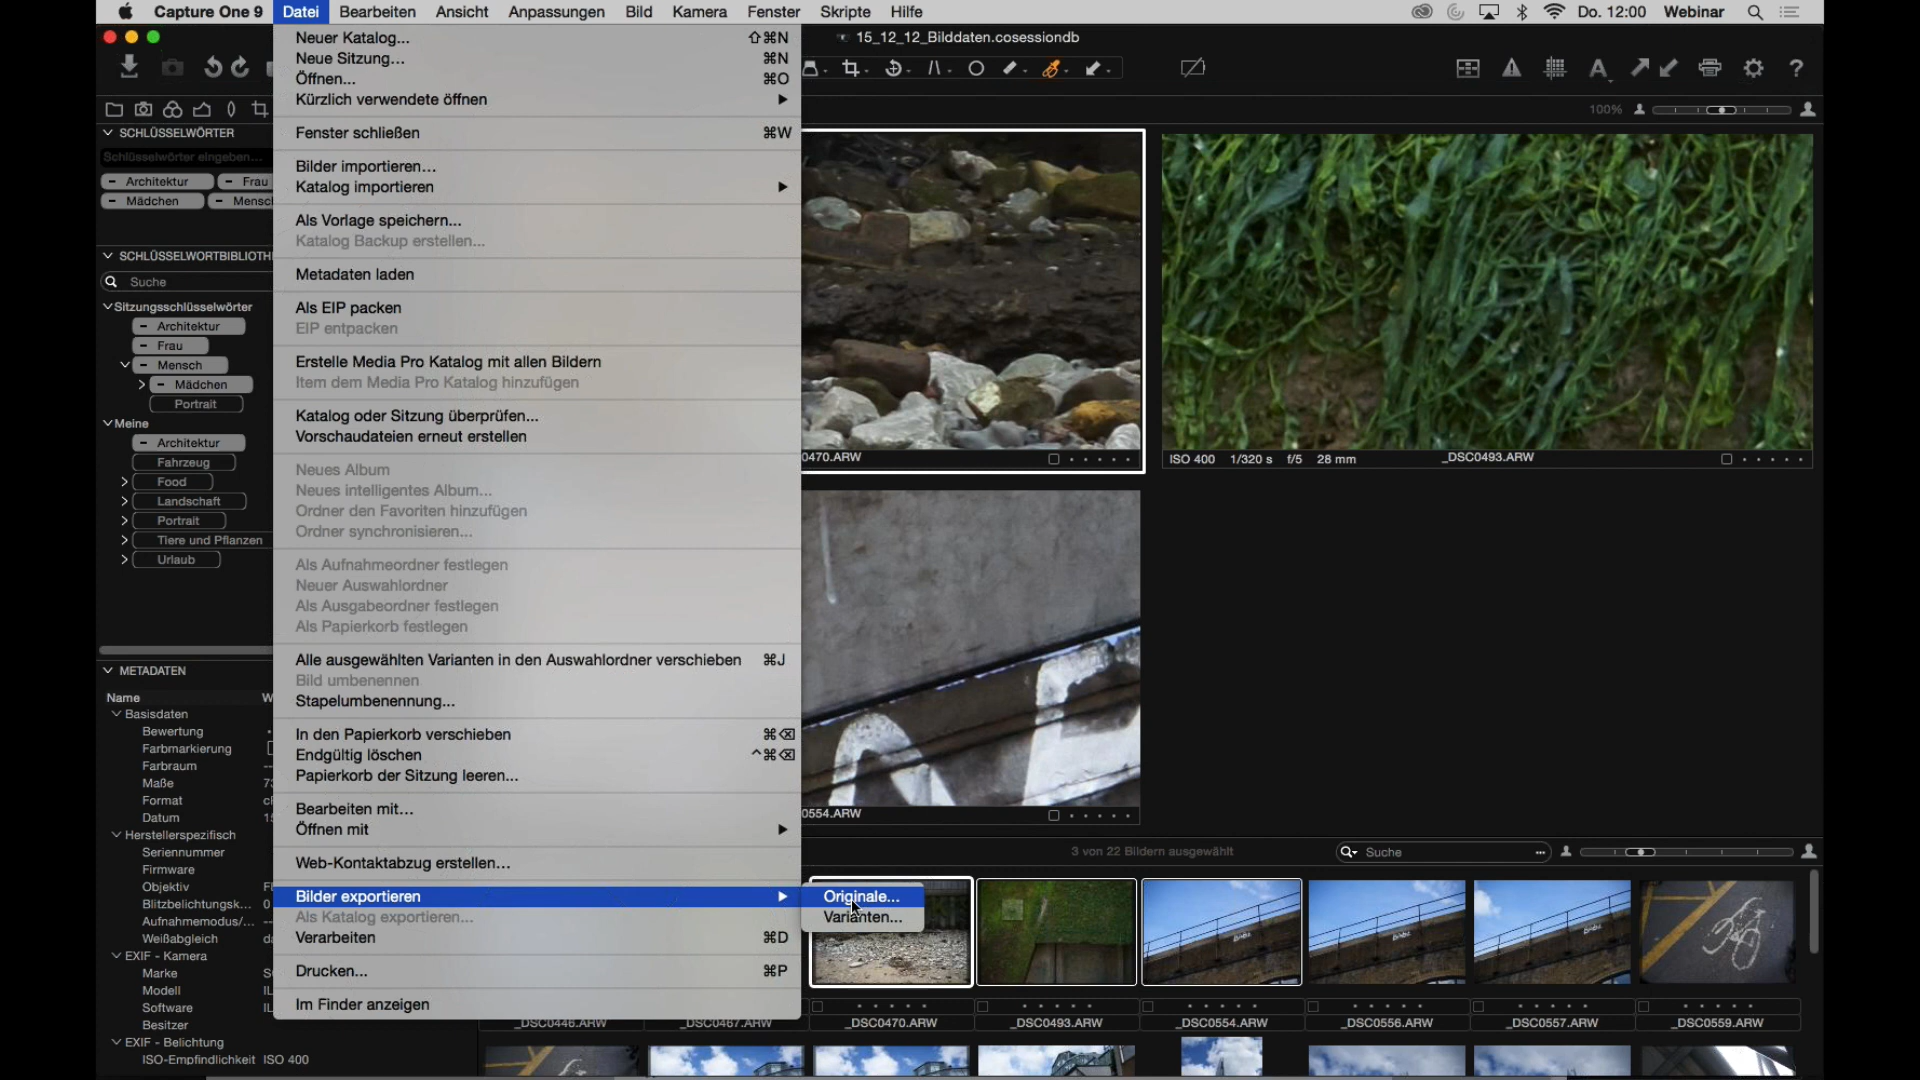 Capture One 9 Datei Bearbeiten Ansicht Anpassungen Bild Kamera Fenster Skripte Hilfe Do. 12:00 Webinar
15_12_12_Bilddaten.cosessiondb
100%
SCHLÜSSELWÖRTER
Schlüsselwörter eingeben...
Architektur Frau
Mädchen
SCHLÜSSELWORTBIBLIOTH
Suche
Sitzungsschlüsselwörter
Architektur
Frau
Mensch
Mädchen
Portrait
Meine
Architektur
Fahrzeug
Food
Landschaft
Portrait
Tiere und Pflanzen
Urlaub
METADATEN
Name W
Basisdaten
Bewertung
Farbmarkierung
Farbraum --
Maße 73
Format
Datum 15
Herstellerspezifisch
Seriennummer
Firmware
Objektiv
Blitzbelichtungsk... 0
Aufnahmemodus/... --
Weißabgleich
EXIF - Kamera
Marke
Modell
Software
Besitzer
EXIF - Belichtung
ISO-Empfindlichkeit ISO 400
Neuer Katalog... ⇧⌘N
Neue Sitzung... ⌘N
Öffnen... ⌘O
Kürzlich verwendete öffnen
Fenster schließen ⌘W
Bilder importieren...
Katalog importieren
Als Vorlage speichern...
Katalog Backup erstellen...
Metadaten laden
Als EIP packen
EIP entpacken
Erstelle Media Pro Katalog mit allen Bildern
Item dem Media Pro Katalog hinzufügen
Katalog oder Sitzung überprüfen...
Vorschaudateien erneut erstellen
Neues Album
Neues intelligentes Album...
Ordner den Favoriten hinzufügen
Ordner synchronisieren...
Als Aufnahmeordner festlegen
Neuer Auswahlordner
Als Ausgabeordner festlegen
Als Papierkorb festlegen
Alle ausgewählten Varianten in den Auswahlordner verschieben ⌘J
Bild umbenennen
Stapelumbenennung...
In den Papierkorb verschieben ⌘⌫
Endgültig löschen ^⌘⌫
Papierkorb der Sitzung leeren...
Bearbeiten mit...
Öffnen mit
Web-Kontaktabzug erstellen...
Bilder exportieren
Originale...
Varianten...
Als Katalog exportieren...
Verarbeiten ⌘D
Drucken... ⌘P
Im Finder anzeigen
0470.ARW
ISO 400 1/320 s f/5 28 mm _DSC0493.ARW
0554.ARW
3 von 22 Bildern ausgewählt
Suche
_DSC0446.ARW _DSC0467.ARW _DSC0470.ARW _DSC0493.ARW _DSC0554.ARW _DSC0556.ARW _DSC0557.ARW _DSC0559.ARW